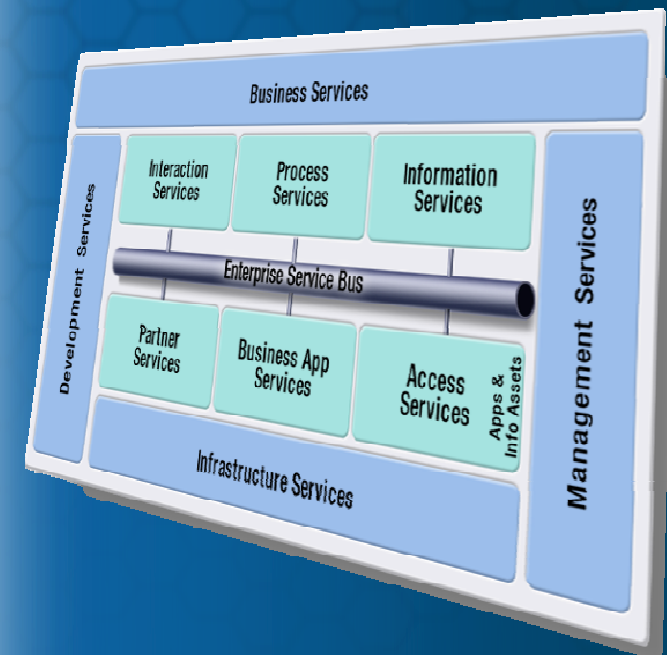 Business Services
Development Services
Interaction
Services
Process
Services
Information
Services
Management Services
Enterprise Service Bus
Partner
Services
Business App
Services
Access
Services
Apps &
Info Assets
Infrastructure Services